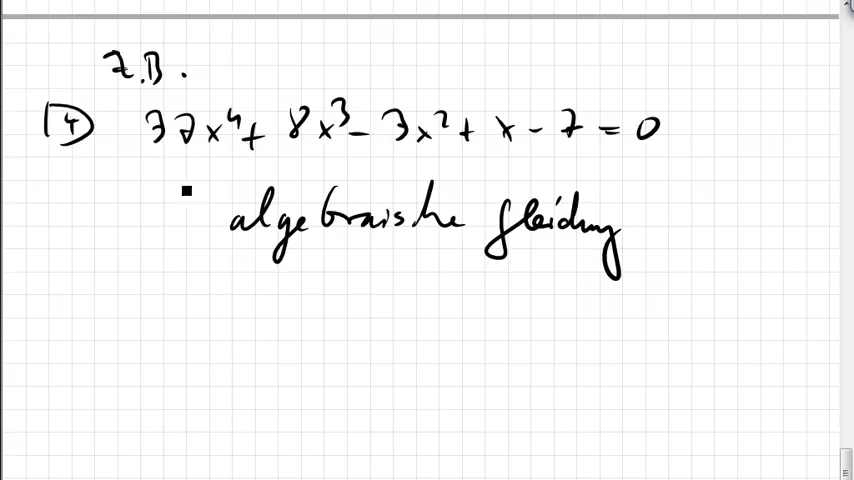 z.B.
④ 37x⁴ + 8x³ - 3x² + x - 7 = 0
algebraische Gleichung